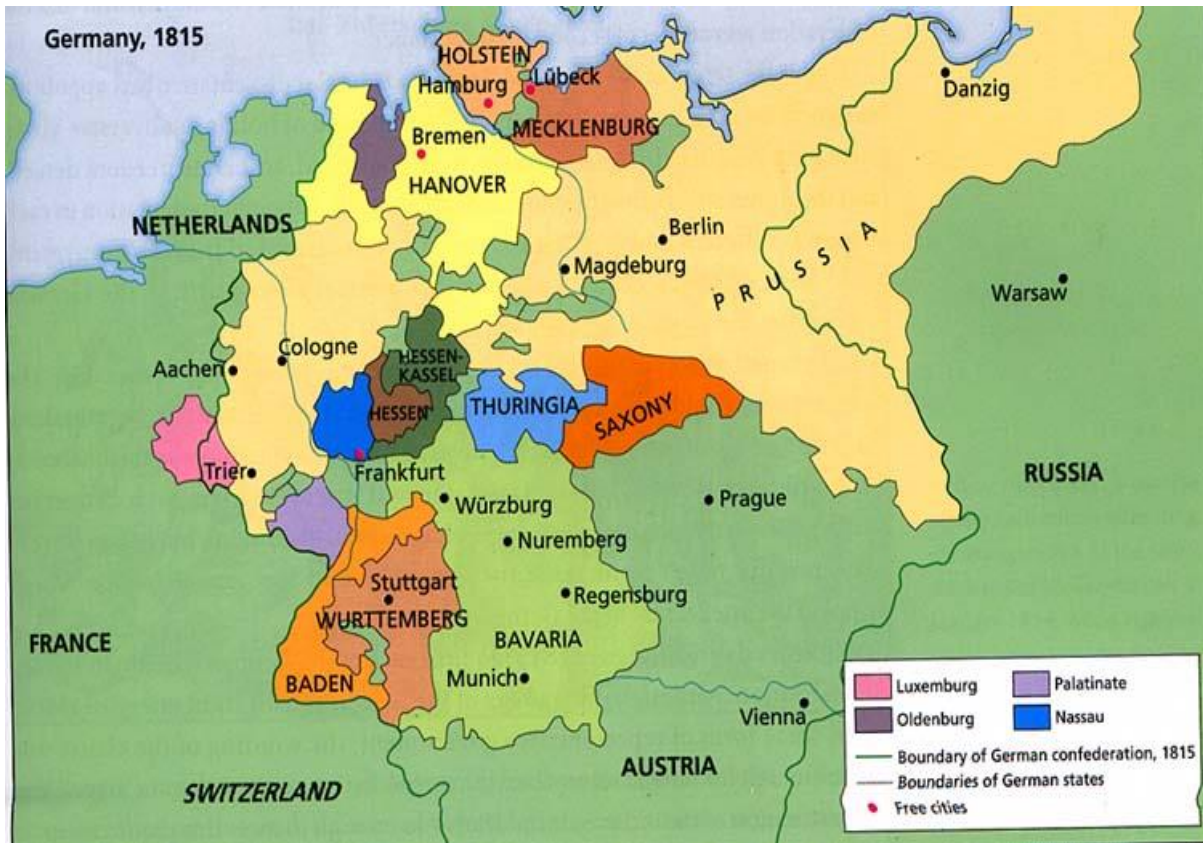 Germany, 1815
HOLSTEIN
Hamburg
Lübeck
MECKLENBURG
Danzig
Bremen
HANOVER
NETHERLANDS
Berlin
Magdeburg
PRUSSIA
Warsaw
Cologne
Aachen
HESSEN-
KASSEL
HESSEN
THURINGIA
SAXONY
Trier
Frankfurt
RUSSIA
Würzburg
Prague
Nuremberg
Stuttgart
Regensburg
WURTTEMBERG
FRANCE
BAVARIA
BADEN
Munich
Vienna
AUSTRIA
SWITZERLAND
Luxemburg
Palatinate
Oldenburg
Nassau
Boundary of German confederation, 1815
Boundaries of German states
Free cities